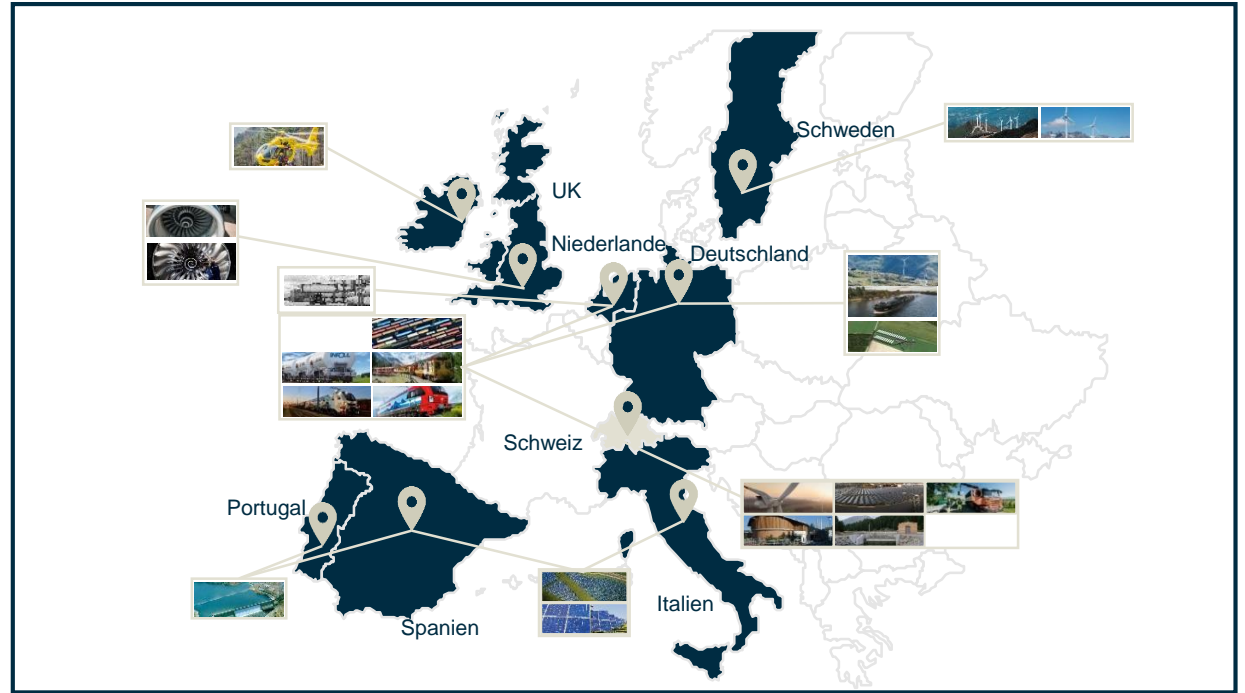 Schweden
UK
Niederlande
Deutschland
Schweiz
Portugal
Italien
Spanien